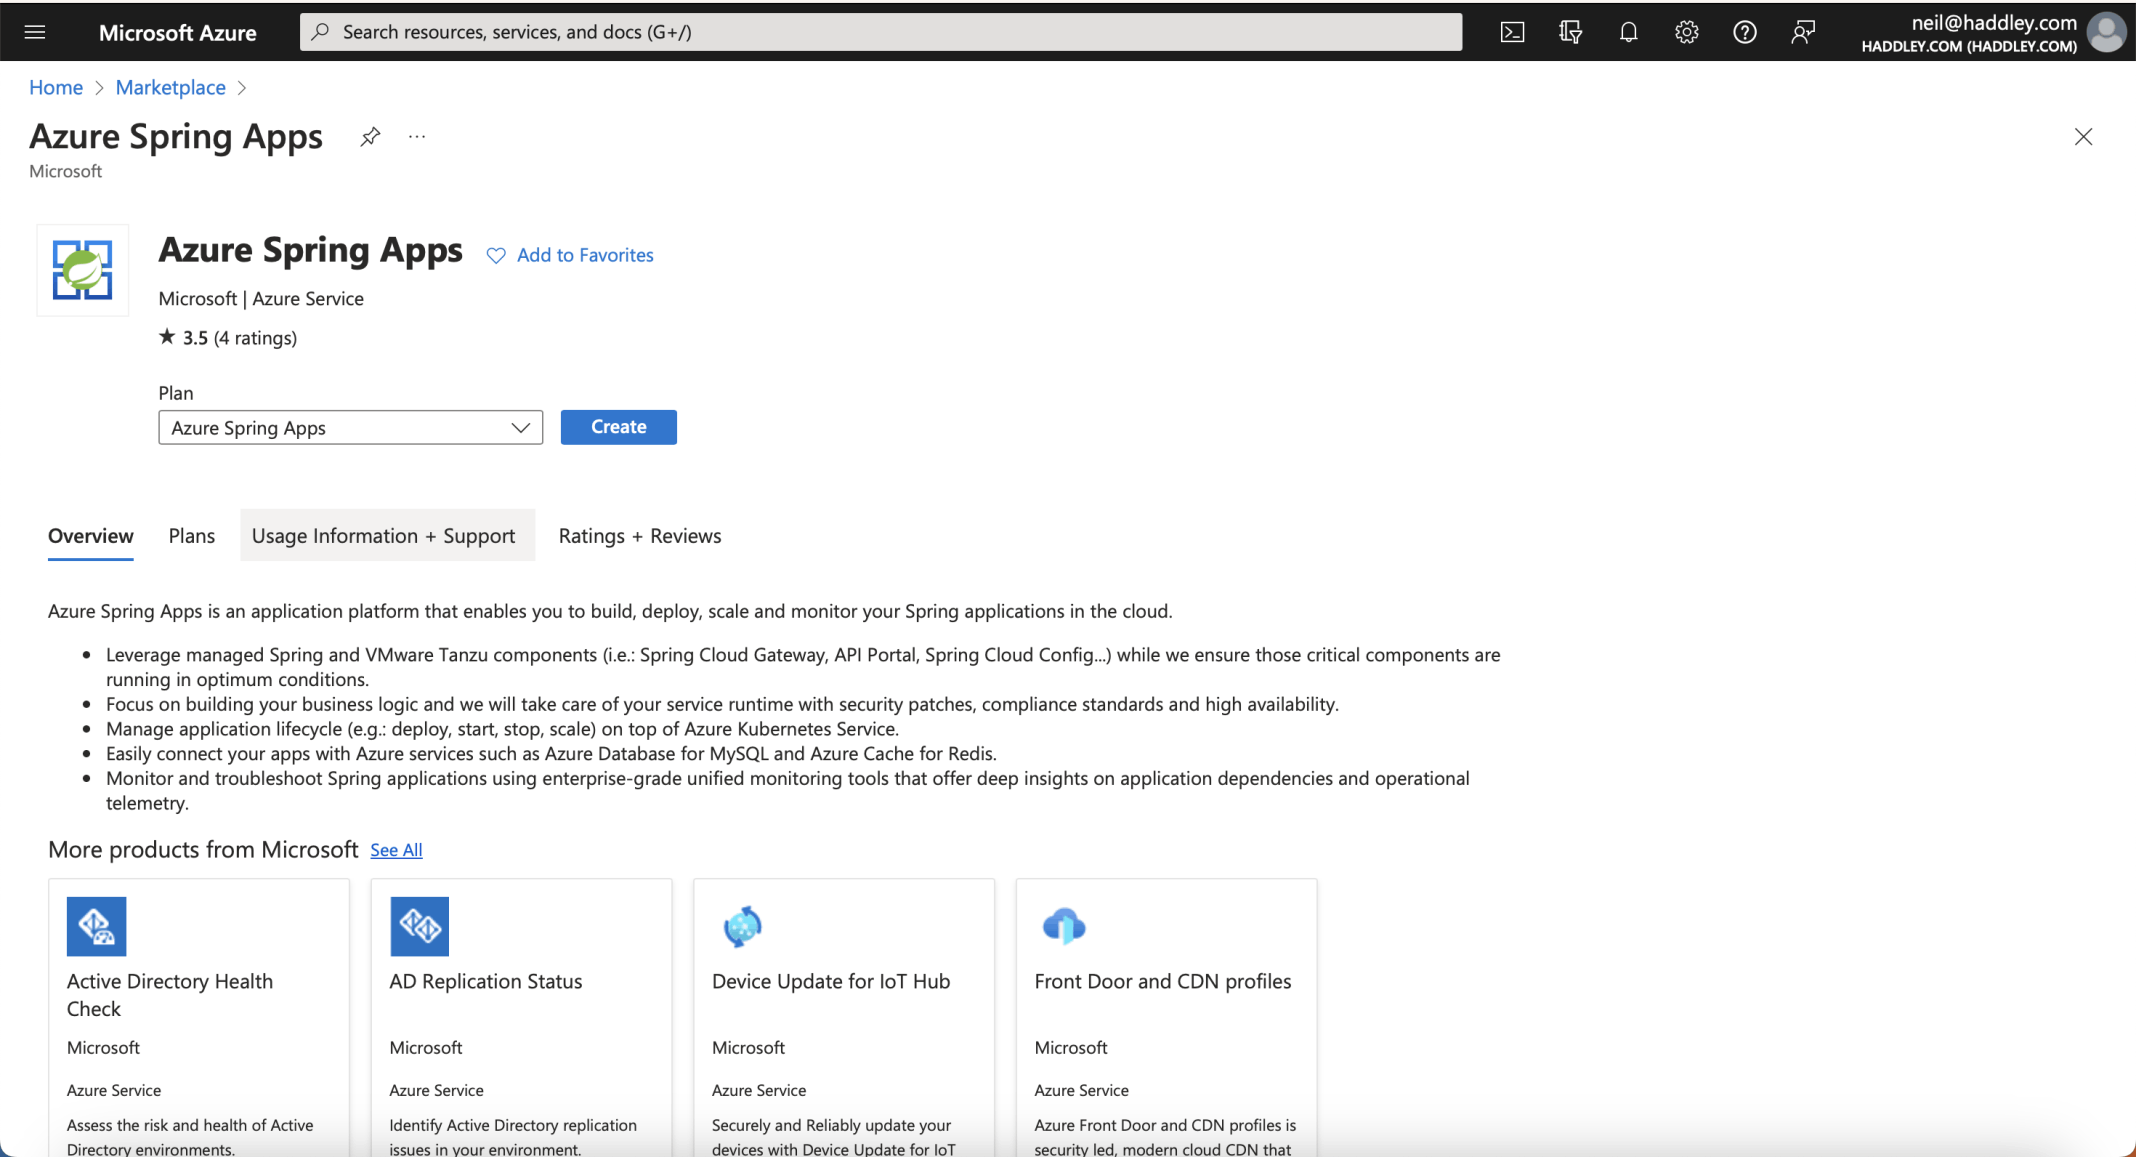 Microsoft Azure
Search resources, services, and docs (G+/)
neil@haddley.com
HADDLEY.COM (HADDLEY.COM)
Home > Marketplace >
Azure Spring Apps
Microsoft
Azure Spring Apps
Add to Favorites
Microsoft | Azure Service
★ 3.5 (4 ratings)
Plan
Azure Spring Apps
Create
Overview
Plans
Usage Information + Support
Ratings + Reviews
Azure Spring Apps is an application platform that enables you to build, deploy, scale and monitor your Spring applications in the cloud.
• Leverage managed Spring and VMware Tanzu components (i.e.: Spring Cloud Gateway, API Portal, Spring Cloud Config...) while we ensure those critical components are
running in optimum conditions.
• Focus on building your business logic and we will take care of your service runtime with security patches, compliance standards and high availability.
• Manage application lifecycle (e.g.: deploy, start, stop, scale) on top of Azure Kubernetes Service.
• Easily connect your apps with Azure services such as Azure Database for MySQL and Azure Cache for Redis.
• Monitor and troubleshoot Spring applications using enterprise-grade unified monitoring tools that offer deep insights on application dependencies and operational
telemetry.
More products from Microsoft
See All
Active Directory Health
Check
Microsoft
Azure Service
Assess the risk and health of Active
Directory environments.
AD Replication Status
Microsoft
Azure Service
Identify Active Directory replication
issues in your environment.
Device Update for IoT Hub
Microsoft
Azure Service
Securely and Reliably update your
devices with Device Update for IoT
Front Door and CDN profiles
Microsoft
Azure Service
Azure Front Door and CDN profiles is
security led, modern cloud CDN that